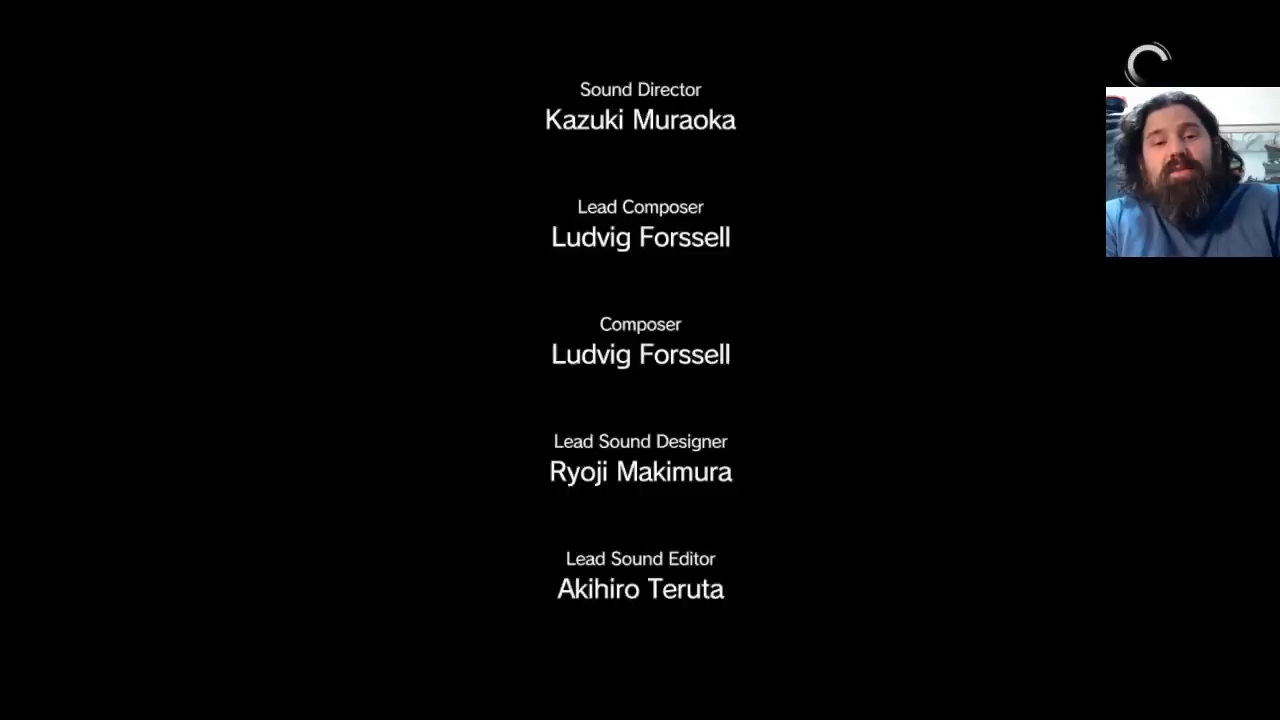 Sound Director
Kazuki Muraoka
Lead Composer
Ludvig Forssell
Composer
Ludvig Forssell
Lead Sound Designer
Ryoji Makimura
Lead Sound Editor
Akihiro Teruta